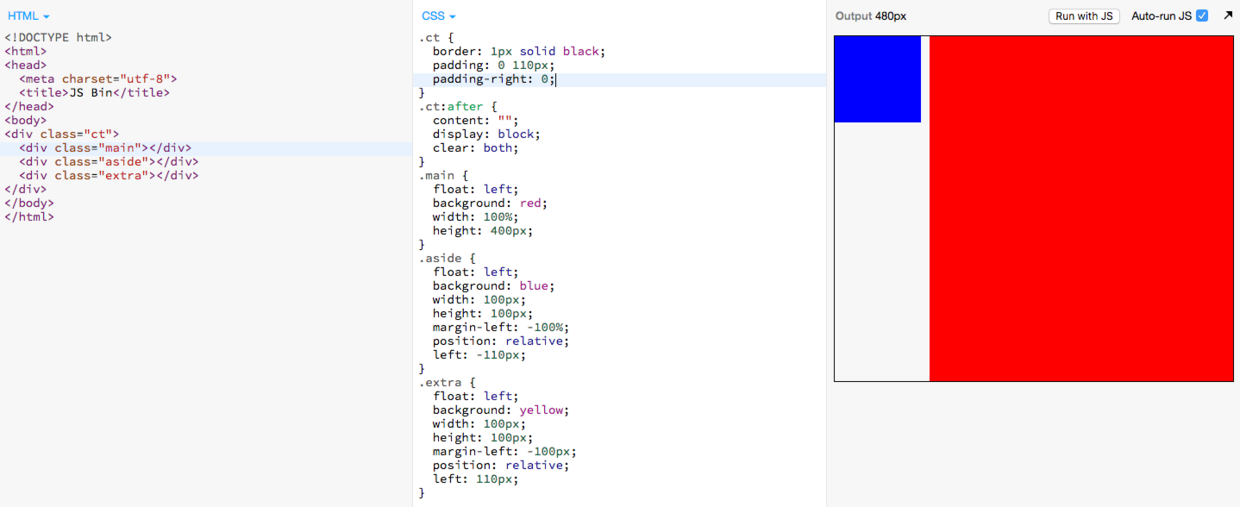 HTML
<!DOCTYPE html>
<html>
<head>
  <meta charset="utf-8">
  <title>JS Bin</title>
</head>
<body>
<div class="ct">
  <div class="main"></div>
  <div class="aside"></div>
  <div class="extra"></div>
</div>
</body>
</html>
CSS
.ct {
  border: 1px solid black;
  padding: 0 110px;
  padding-right: 0;
}
.ct:after {
  content: "";
  display: block;
  clear: both;
}
.main {
  float: left;
  background: red;
  width: 100%;
  height: 400px;
}
.aside {
  float: left;
  background: blue;
  width: 100px;
  height: 100px;
  margin-left: -100%;
  position: relative;
  left: -110px;
}
.extra {
  float: left;
  background: yellow;
  width: 100px;
  height: 100px;
  margin-left: -100px;
  position: relative;
  left: 110px;
}
Output 480px Run with JS Auto-run JS